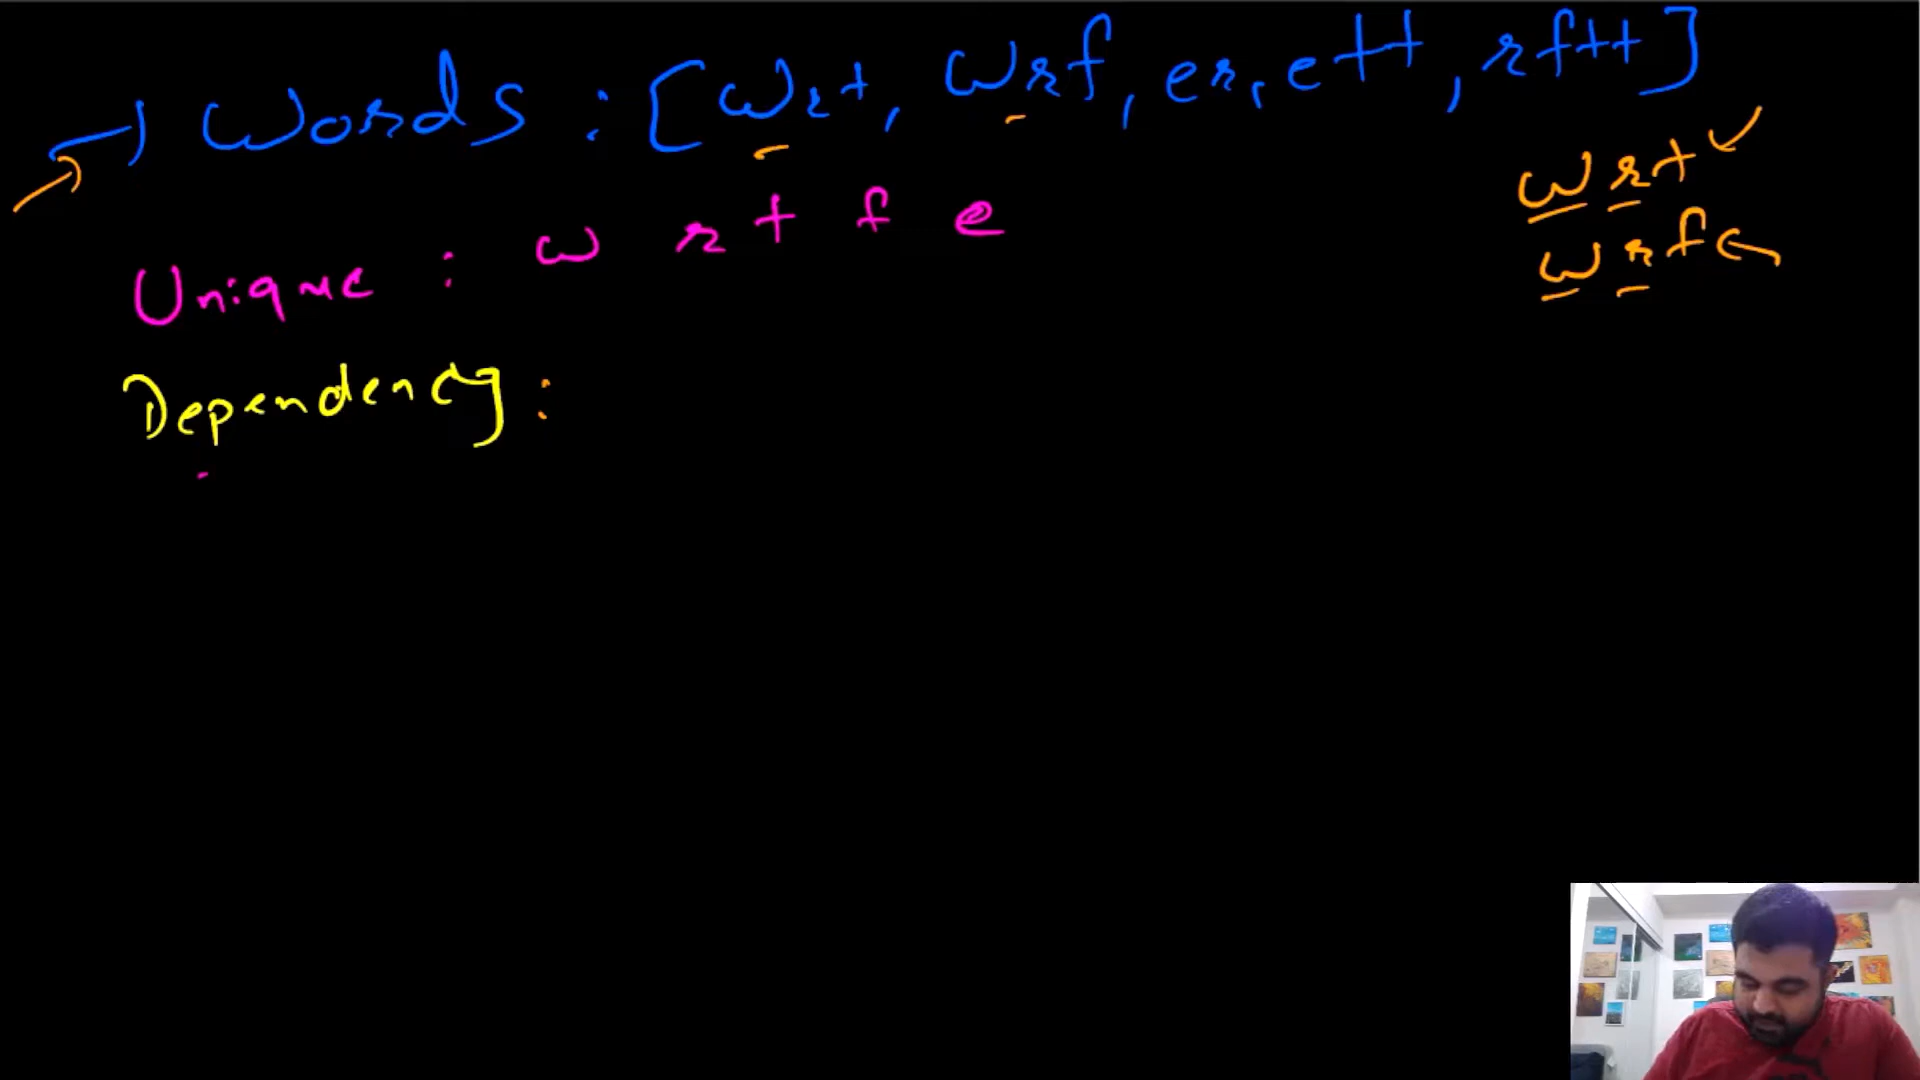 Words : [wrt, wrf, er, ett, rftt]
Unique : w r t f e
Dependency :
wrt
wrf